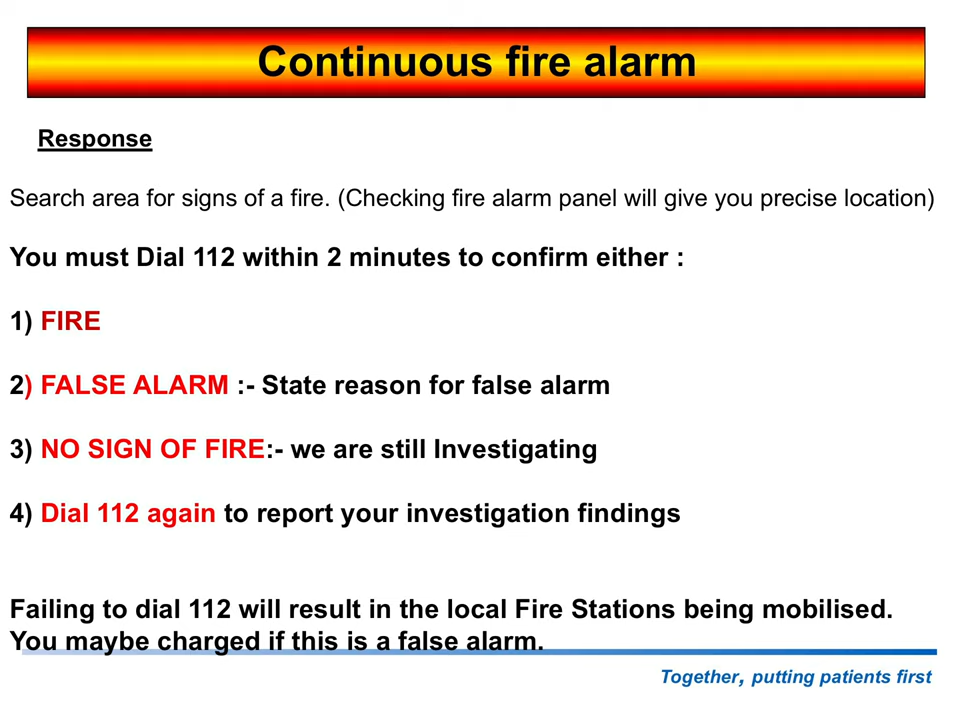 Continuous fire alarm
Response
Search area for signs of a fire. (Checking fire alarm panel will give you precise location)
You must Dial 112 within 2 minutes to confirm either :
1) FIRE
2) FALSE ALARM :- State reason for false alarm
3) NO SIGN OF FIRE:- we are still Investigating
4) Dial 112 again to report your investigation findings
Failing to dial 112 will result in the local Fire Stations being mobilised.
You maybe charged if this is a false alarm.
Together, putting patients first